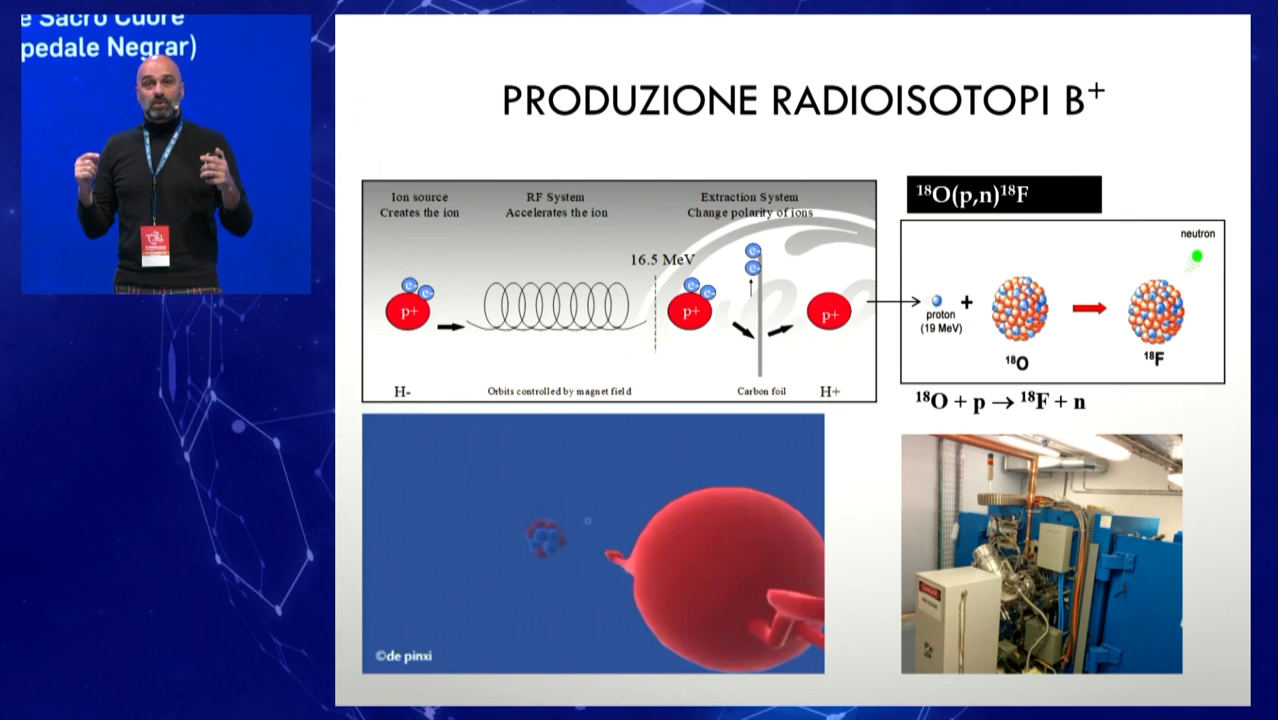 e Sacro Cuore
pedale Negrar)
PRODUZIONE RADIOISOTOPI B⁺
Ion source
Creates the ion
RF System
Accelerates the ion
Extraction System
Change polarity of ions
16.5 MeV
e-
e-
p+
e-
e-
p+
e-
e-
p+
H-
Orbits controlled by magnet field
Carbon foil
H+
¹⁸O(p,n)¹⁸F
neutron
proton
(19 MeV)
+
¹⁸O
¹⁸F
¹⁸O + p → ¹⁸F + n
©de pinxi
DANGER